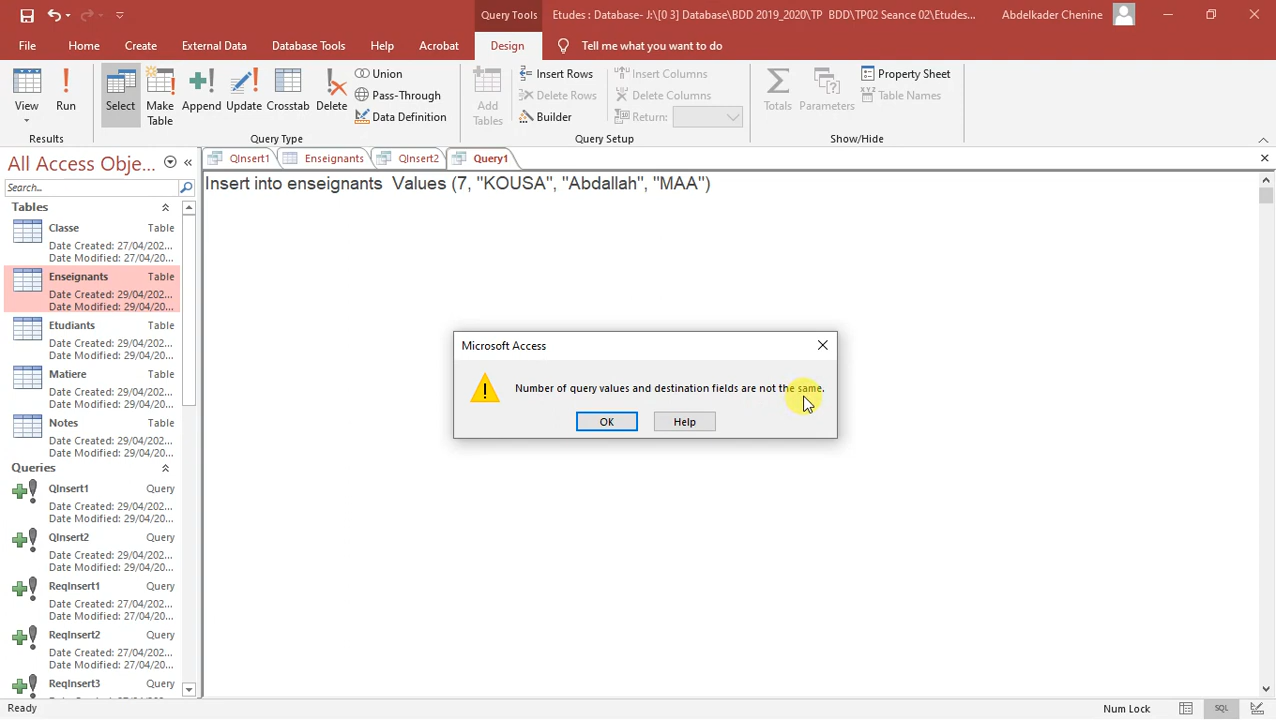 Query Tools
Etudes : Database- J:\[0 3] Database\BDD 2019_2020\TP  BDD\TP02 Seance 02\Etudes...
Abdelkader Chenine
File
Home
Create
External Data
Database Tools
Help
Acrobat
Design
Tell me what you want to do
View
Run
Select
Make Table
Append
Update
Crosstab
Delete
Union
Pass-Through
Data Definition
Add Tables
Insert Rows
Delete Rows
Builder
Insert Columns
Delete Columns
Return:
Totals
Parameters
Property Sheet
Table Names
Results
Query Type
Query Setup
Show/Hide
All Access Obje...
Search...
QInsert1
Enseignants
QInsert2
Query1
Insert into enseignants  Values (7, "KOUSA", "Abdallah", "MAA")
Tables
Classe Table
Date Created: 27/04/202...
Date Modified: 27/04/20...
Enseignants Table
Date Created: 29/04/202...
Date Modified: 29/04/20...
Etudiants Table
Date Created: 27/04/202...
Date Modified: 29/04/20...
Matiere Table
Date Created: 27/04/202...
Date Modified: 29/04/20...
Notes Table
Date Created: 27/04/202...
Date Modified: 29/04/20...
Queries
QInsert1 Query
Date Created: 29/04/202...
Date Modified: 29/04/20...
QInsert2 Query
Date Created: 29/04/202...
Date Modified: 29/04/20...
ReqInsert1 Query
Date Created: 27/04/202...
Date Modified: 27/04/20...
ReqInsert2 Query
Date Created: 27/04/202...
Date Modified: 27/04/20...
ReqInsert3 Query
Microsoft Access
Number of query values and destination fields are not the same.
OK
Help
Ready
Num Lock
SQL